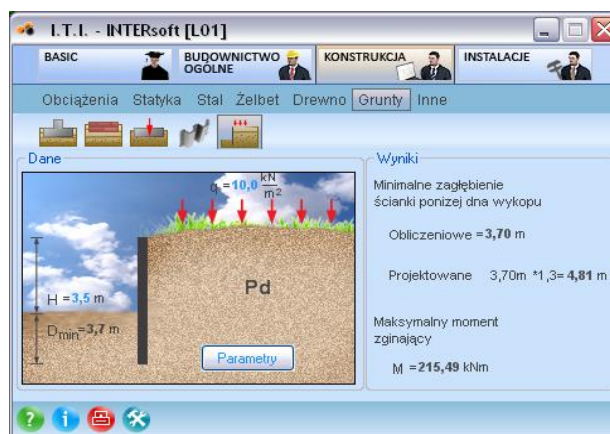 I.T.I. - INTERsoft [L01]
BASIC
BUDOWNICTWO
OGÓLNE
KONSTRUKCJA
INSTALACJE
Obciążenia Statyka Stal Żelbet Drewno Grunty Inne
Dane
q = 10,0 kN/m²
Pd
H =3,5 m
Dmin=3,7 m
Parametry
Wyniki
Minimalne zagłębienie
ścianki ponizej dna wykopu
Obliczeniowe =3,70 m
Projektowane 3,70m *1,3= 4,81 m
Maksymalny moment
zginający
M =215,49 kNm